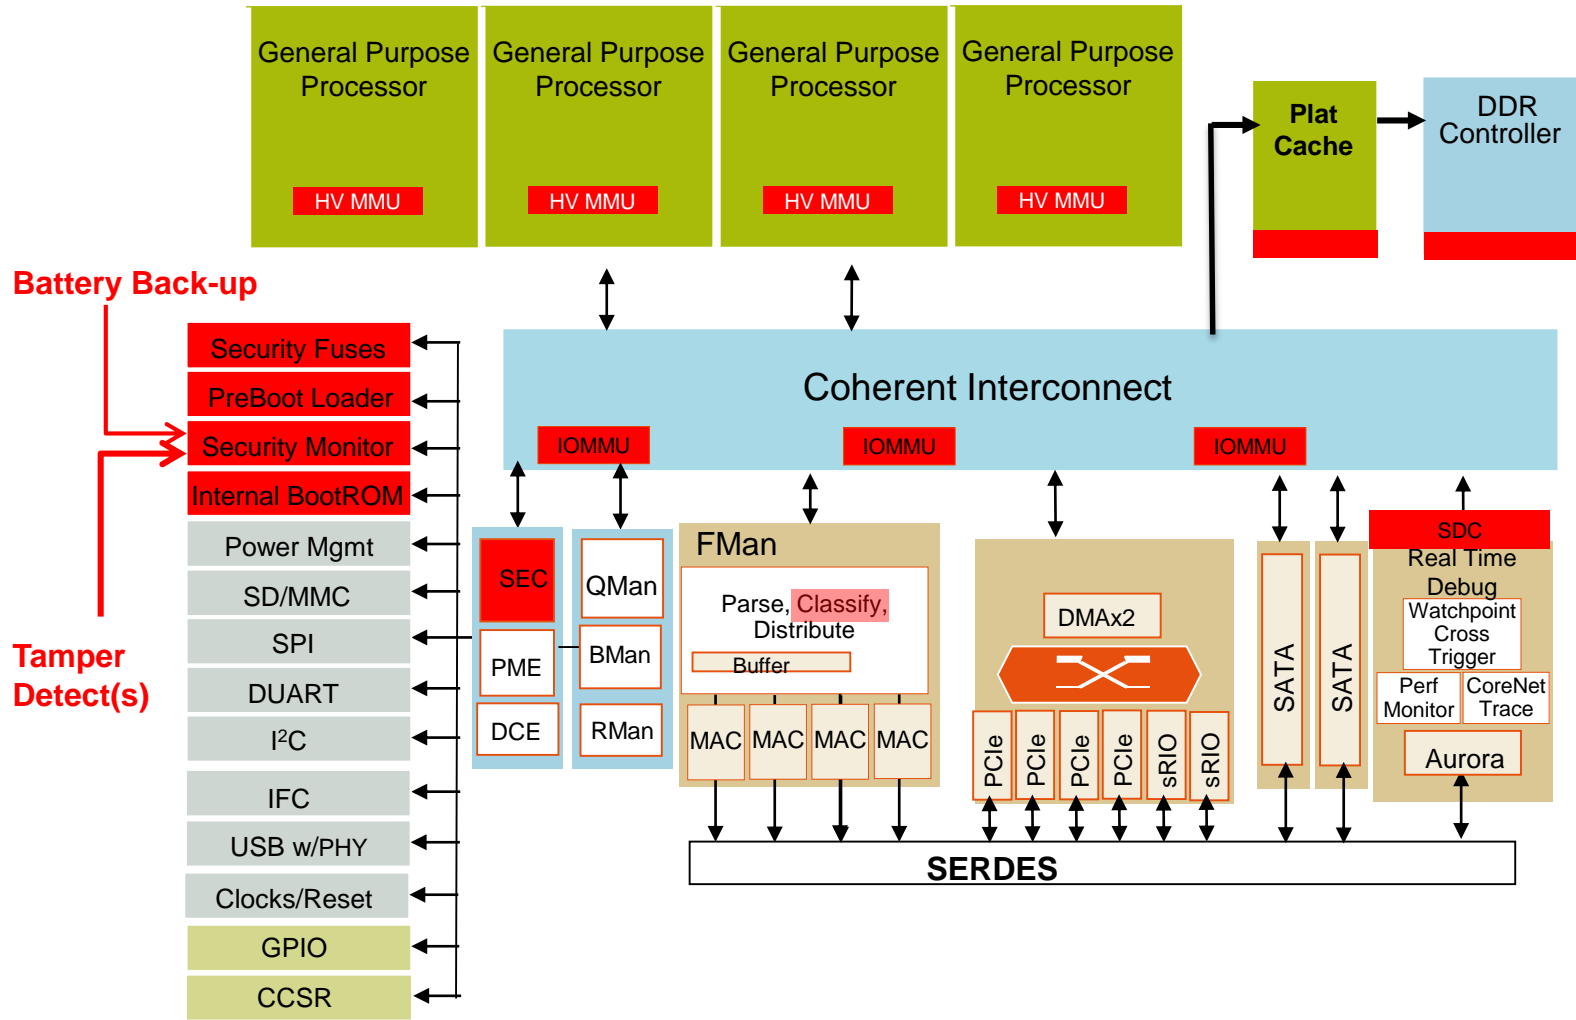 General Purpose
Processor
General Purpose
Processor
General Purpose
Processor
General Purpose
Processor
HV MMU
HV MMU
HV MMU
HV MMU
Plat
Cache
DDR
Controller
Battery Back-up
Tamper
Detect(s)
Security Fuses
PreBoot Loader
Security Monitor
Internal BootROM
Power Mgmt
SD/MMC
SPI
DUART
I²C
IFC
USB w/PHY
Clocks/Reset
GPIO
CCSR
Coherent Interconnect
IOMMU
IOMMU
IOMMU
SEC
PME
DCE
QMan
BMan
RMan
FMan
Parse, Classify,
Distribute
Buffer
MAC
MAC
MAC
MAC
DMAx2
PCIe
PCIe
PCIe
PCIe
sRIO
sRIO
SATA
SATA
SDC
Real Time
Debug
Watchpoint
Cross
Trigger
Perf
Monitor
CoreNet
Trace
Aurora
SERDES